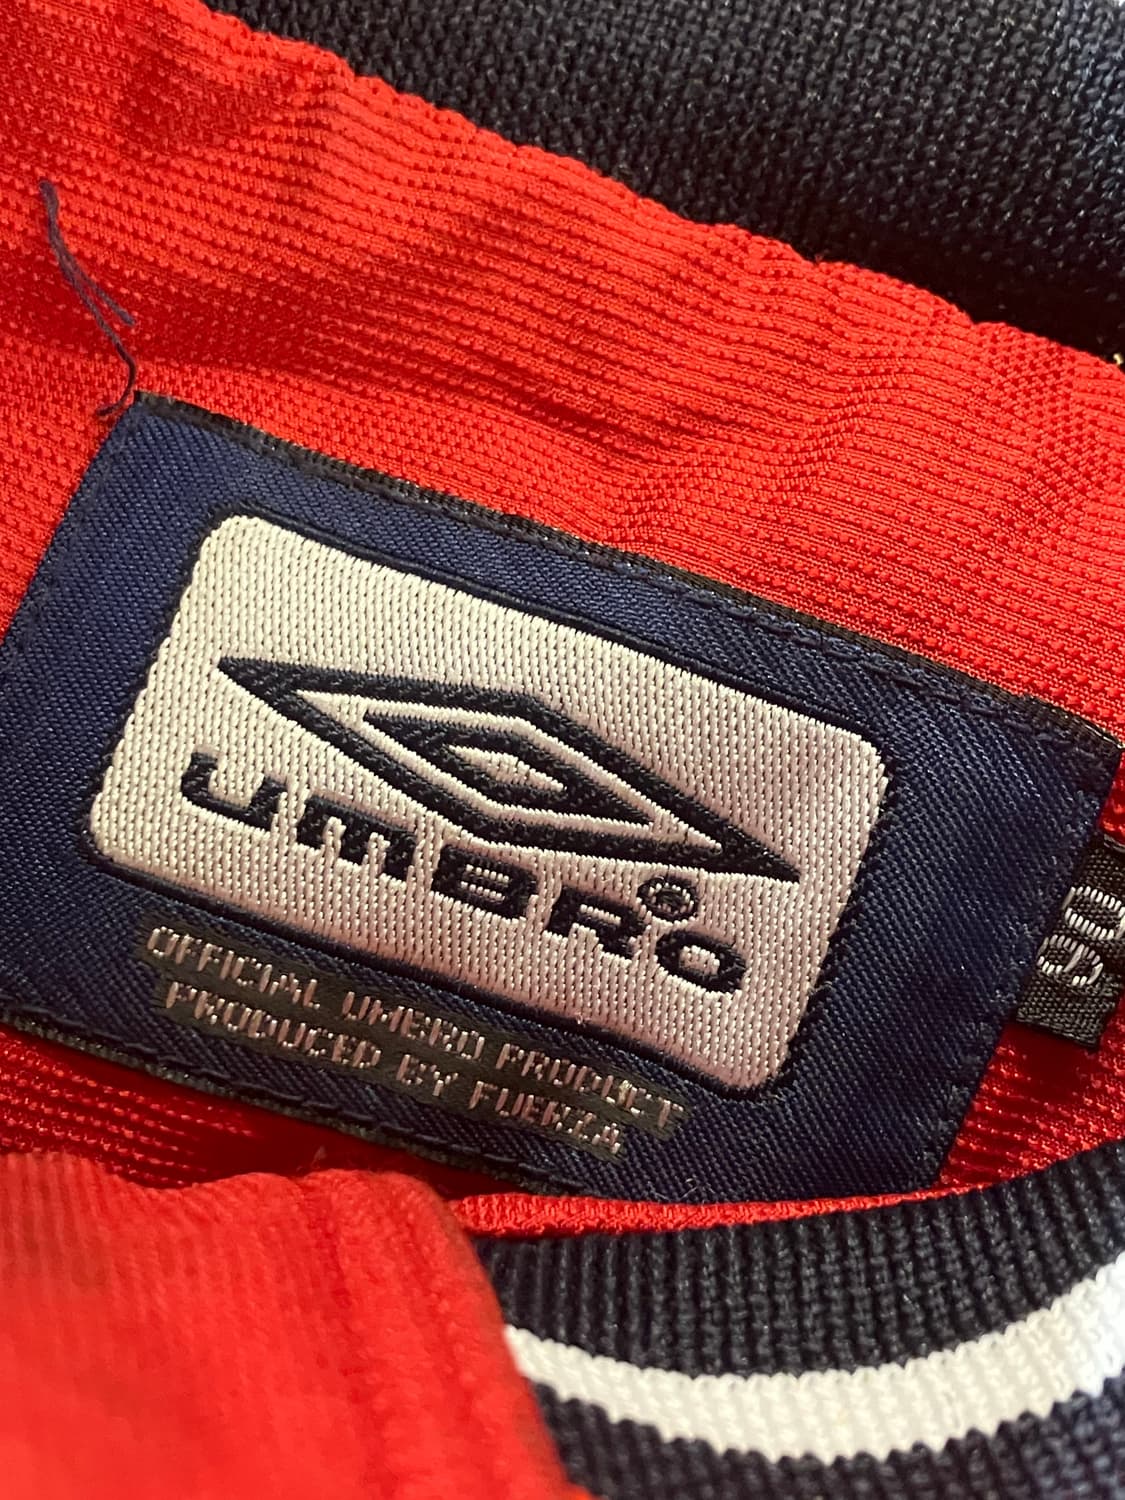 UMBRO®
OFFICIAL UMBRO PRODUCT
PRODUCED BY FUERZA